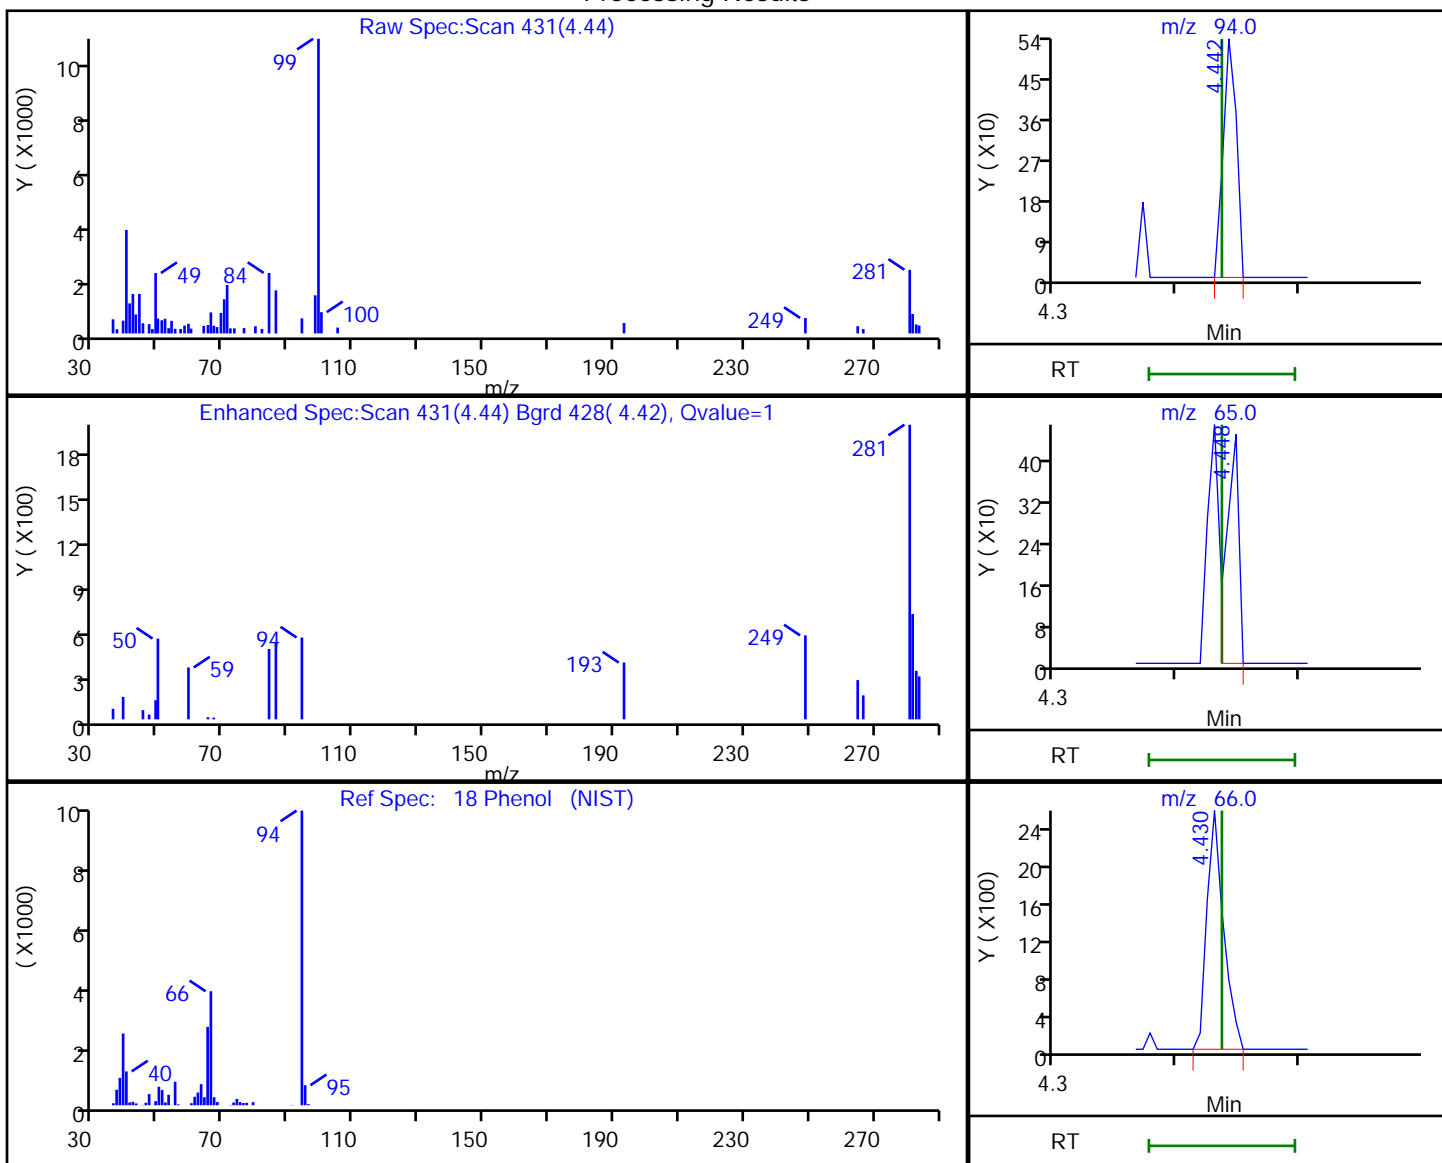 Raw Spec:Scan 431(4.44)
Y ( X1000)
10
8
6
4
2
0
99
49
84
100
249
281
30 70 110 150 190 230 270
m/z
m/z 94.0
Y ( X10)
54
45
36
27
18
9
0
4.442
4.3
Min
RT
Enhanced Spec:Scan 431(4.44) Bgrd 428( 4.42), Qvalue=1
Y ( X100)
18
15
12
9
6
3
0
50
59
94
193
249
281
30 70 110 150 190 230 270
m/z
m/z 65.0
Y ( X10)
40
32
24
16
8
0
4.448
4.3
Min
RT
Ref Spec: 18 Phenol (NIST)
( X1000)
10
8
6
4
2
0
94
66
40
95
30 70 110 150 190 230 270
m/z 66.0
Y ( X100)
24
20
16
12
8
4
0
4.430
4.3
Min
RT